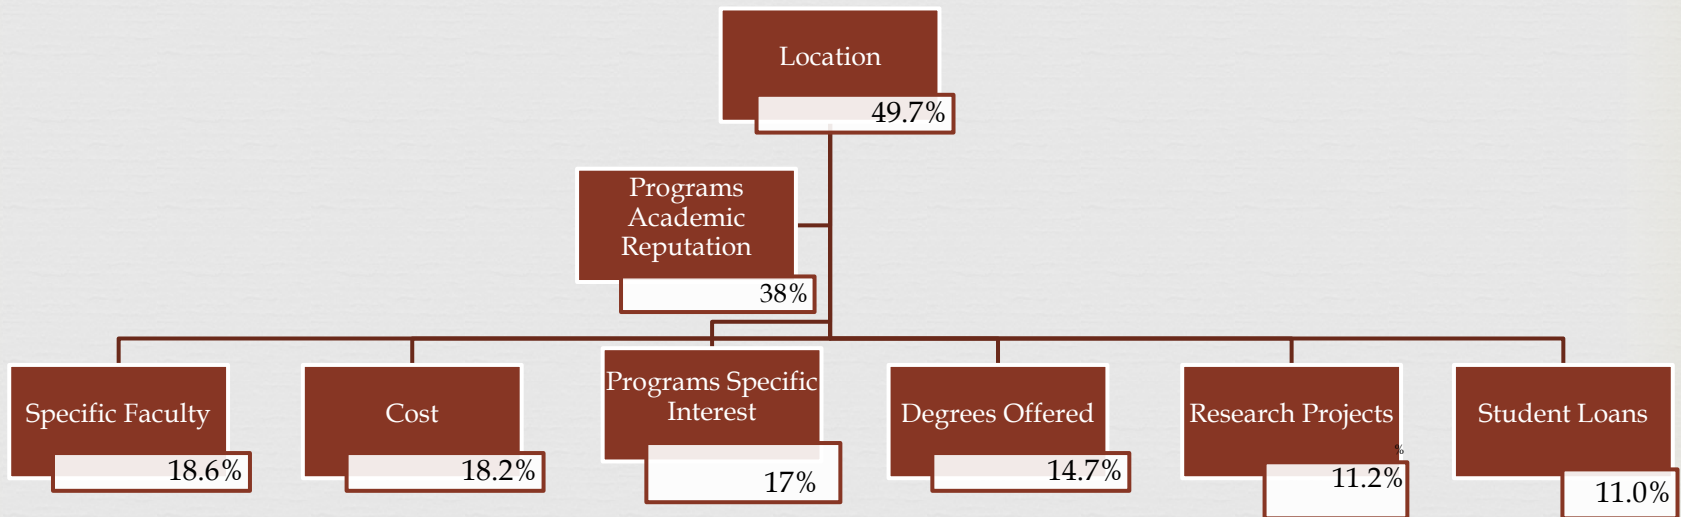 Location
49.7%
Programs
Academic
Reputation
38%
Specific Faculty
18.6%
Cost
18.2%
Programs Specific
Interest
17%
Degrees Offered
14.7%
Research Projects
%
11.2%
Student Loans
11.0%